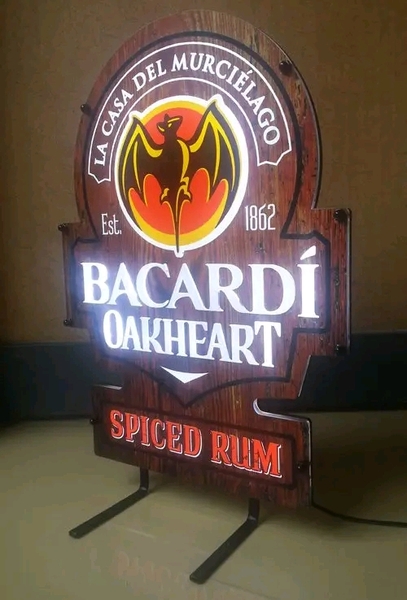 LA CASA DEL MURCIÉLAGO
Est. 1862
BACARDÍ
OAKHEART
SPICED RUM